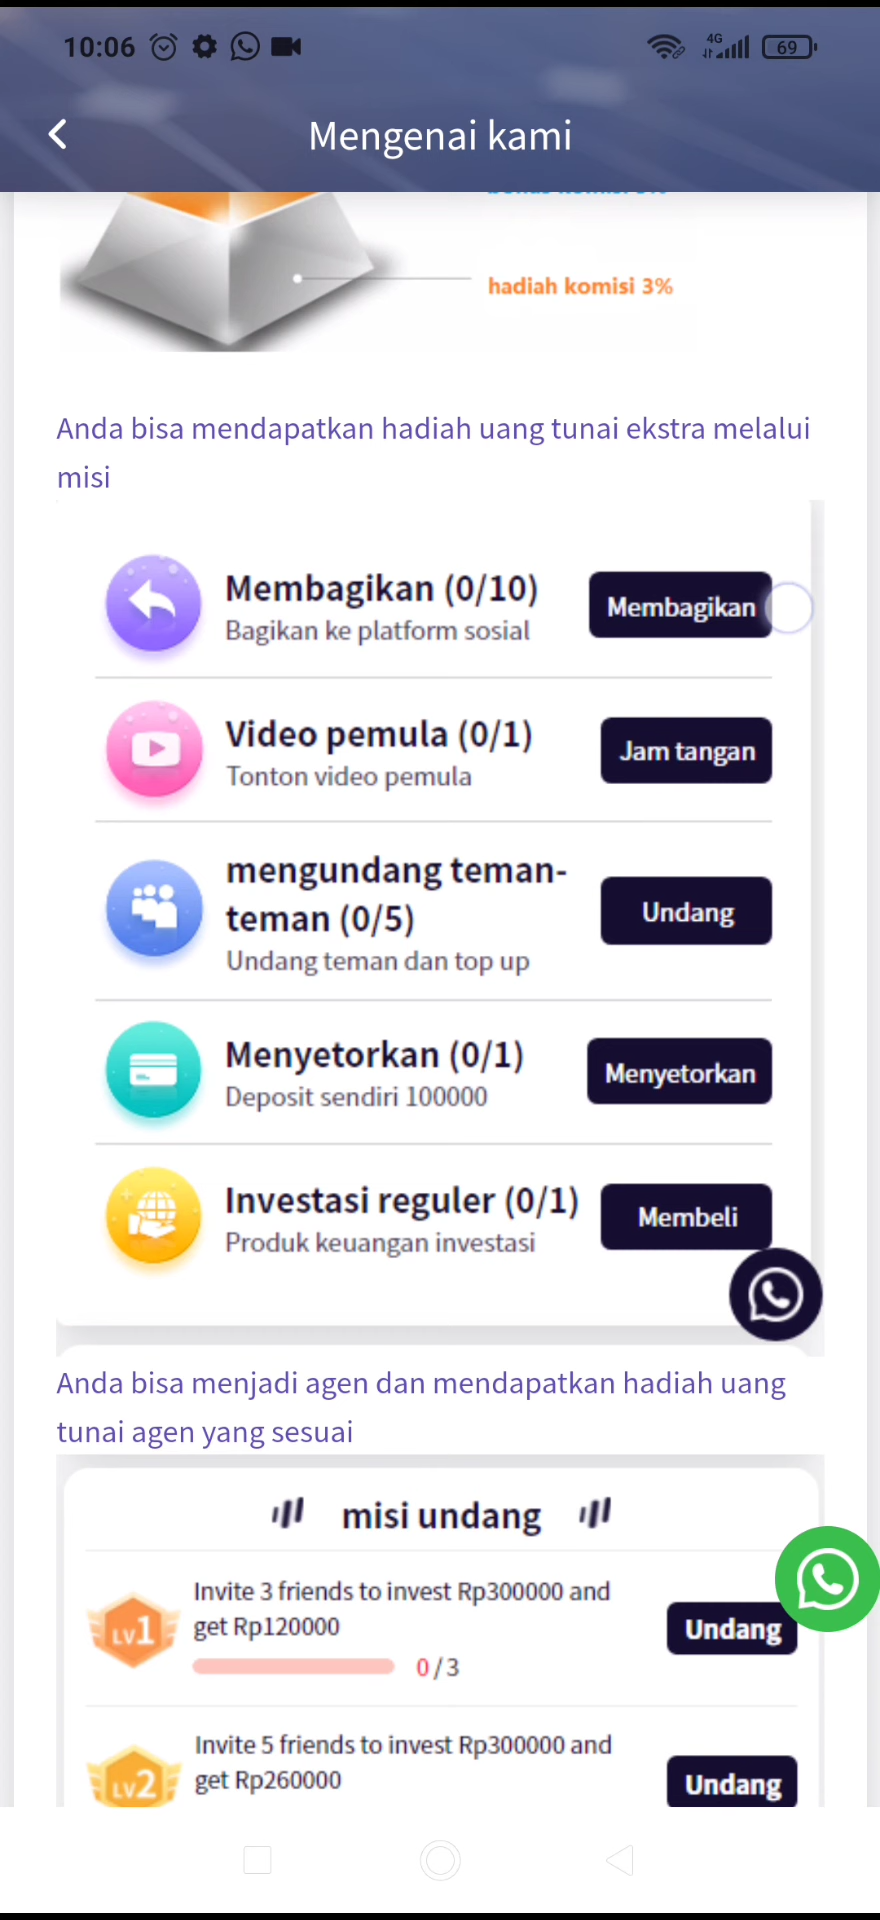 10:06
4G
69
Mengenai kami
hadiah komisi 3%
Anda bisa mendapatkan hadiah uang tunai ekstra melalui
misi
Membagikan (0/10)
Bagikan ke platform sosial
Membagikan
Video pemula (0/1)
Tonton video pemula
Jam tangan
mengundang teman-
teman (0/5)
Undang teman dan top up
Undang
Menyetorkan (0/1)
Deposit sendiri 100000
Menyetorkan
Investasi reguler (0/1)
Produk keuangan investasi
Membeli
Anda bisa menjadi agen dan mendapatkan hadiah uang
tunai agen yang sesuai
misi undang
LV1
Invite 3 friends to invest Rp300000 and
get Rp120000
0/3
Undang
LV2
Invite 5 friends to invest Rp300000 and
get Rp260000
Undang